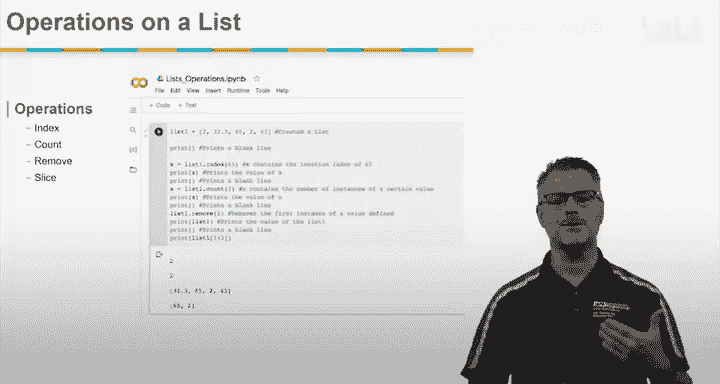 Operations on a List
Operations
– Index
– Count
– Remove
– Slice
Lists_Operations.ipynb
File Edit View Insert Runtime Tools Help
+ Code + Text
list1 = [2, 32.3, 65, 2, 63] #Created a List
print() #Prints a blank line
x = list1.index(65) #x contains the location index of 65
print(x) #Prints the value of x
print() #Prints a blank line
x = list1.count(2) #x contains the number of instances of a certain value
print(x) #Prints the value of x
print() #Prints a blank line
list1.remove(2) #Removes the first instance of a value defined
print(list1) #Prints the value of the list1
print() #Prints a blank line
print(list1[1:3])
2
2
[32.3, 65, 2, 63]
[65, 2]